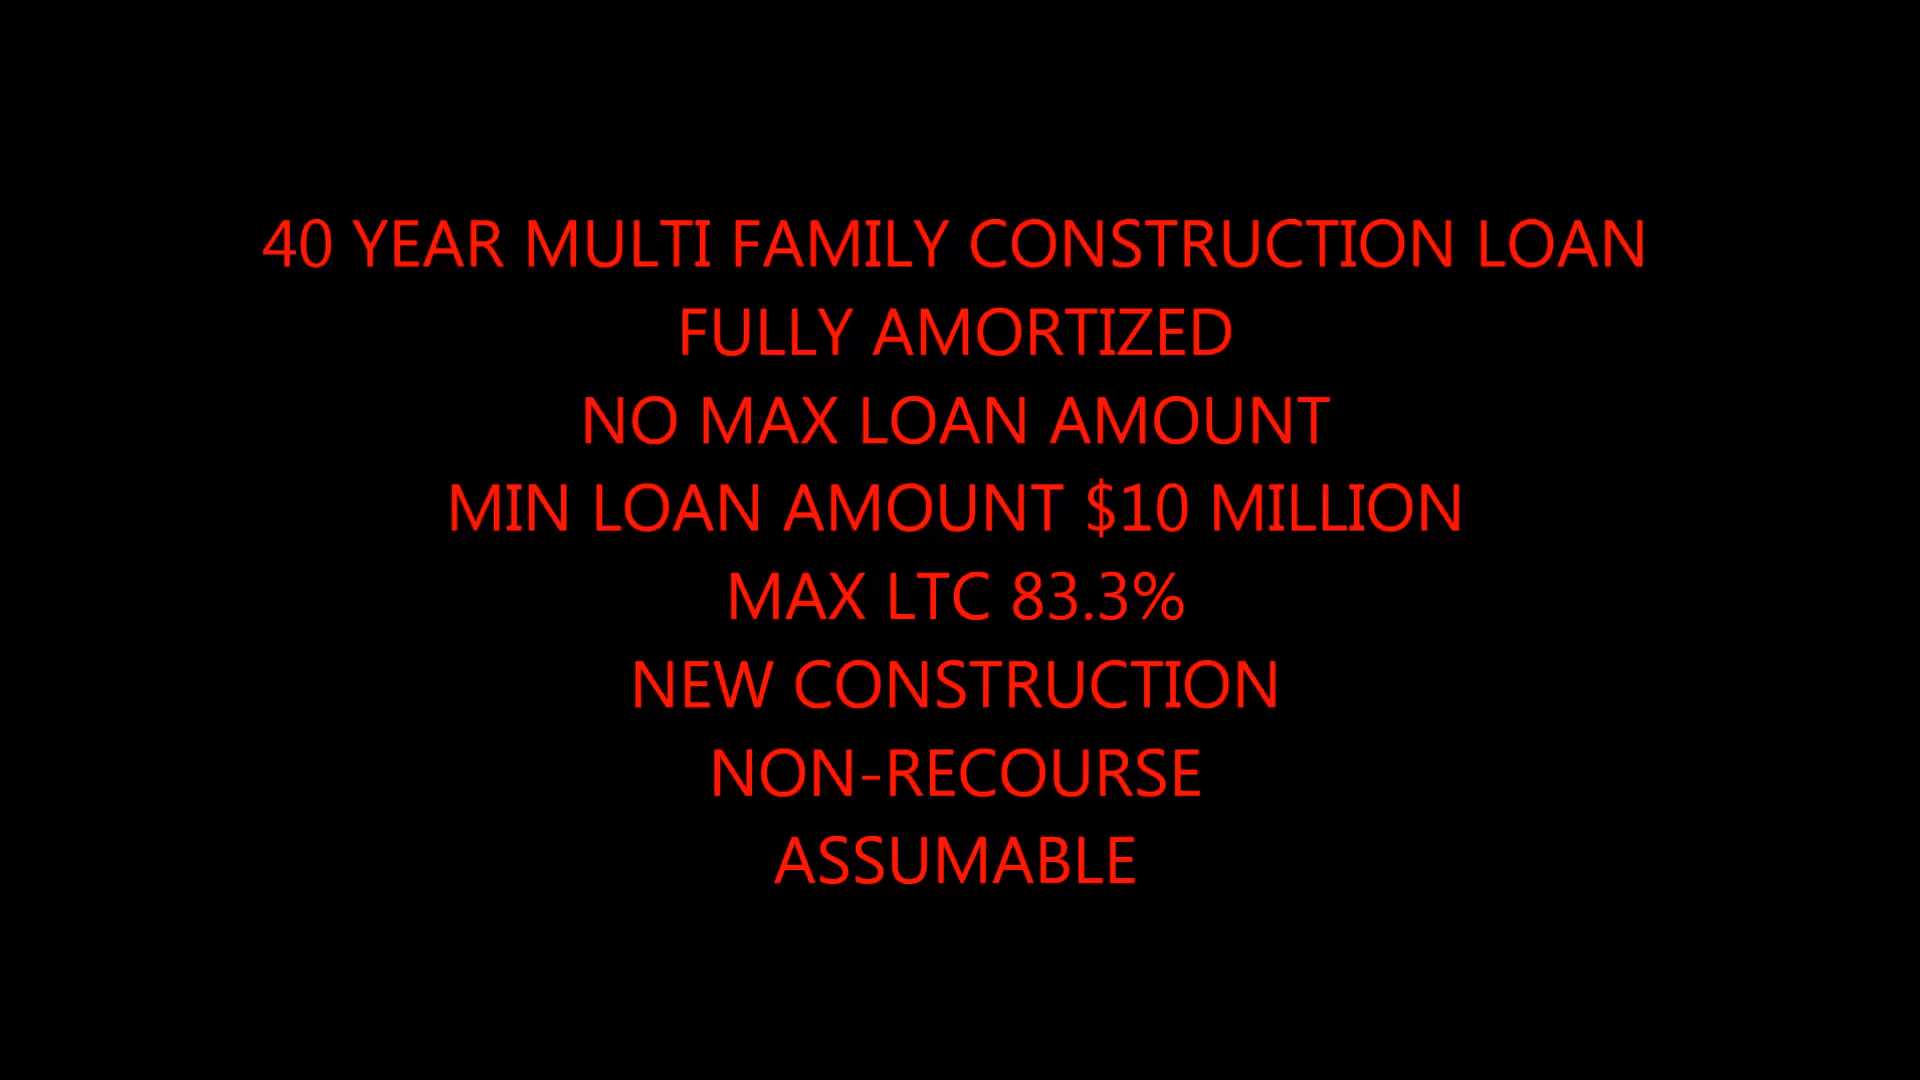 40 YEAR MULTI FAMILY CONSTRUCTION LOAN
FULLY AMORTIZED
NO MAX LOAN AMOUNT
MIN LOAN AMOUNT $10 MILLION
MAX LTC 83.3%
NEW CONSTRUCTION
NON-RECOURSE
ASSUMABLE